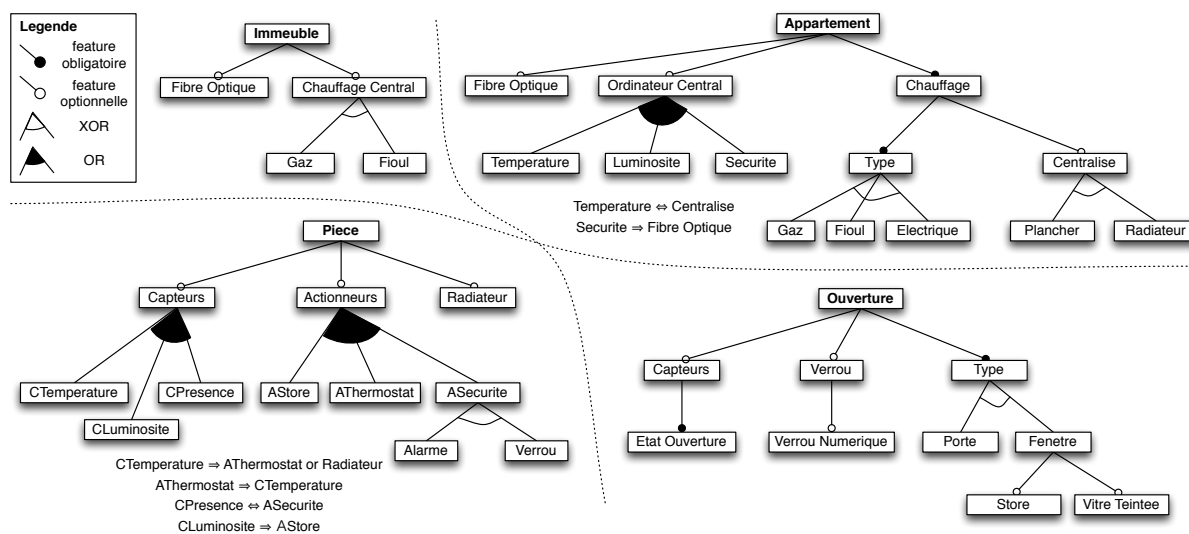 Legende
feature
obligatoire
feature
optionnelle
XOR
OR
Immeuble
Fibre Optique
Chauffage Central
Gaz
Fioul
Appartement
Fibre Optique
Ordinateur Central
Chauffage
Temperature
Luminosite
Securite
Type
Centralise
Temperature ⇔ Centralise
Securite ⇒ Fibre Optique
Gaz
Fioul
Electrique
Plancher
Radiateur
Piece
Capteurs
Actionneurs
Radiateur
CTemperature
CPresence
AStore
AThermostat
ASecurite
CLuminosite
Alarme
Verrou
CTemperature ⇒ AThermostat or Radiateur
AThermostat ⇒ CTemperature
CPresence ⇔ ASecurite
CLuminosite ⇒ AStore
Ouverture
Capteurs
Verrou
Type
Etat Ouverture
Verrou Numerique
Porte
Fenetre
Store
Vitre Teintee